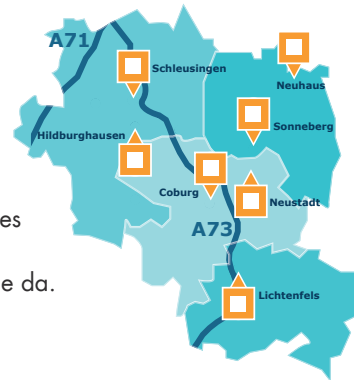 A71
Schleusingen
Neuhaus
Sonneberg
Hildburghausen
Coburg
Neustadt
A73
es
e da.
Lichtenfels